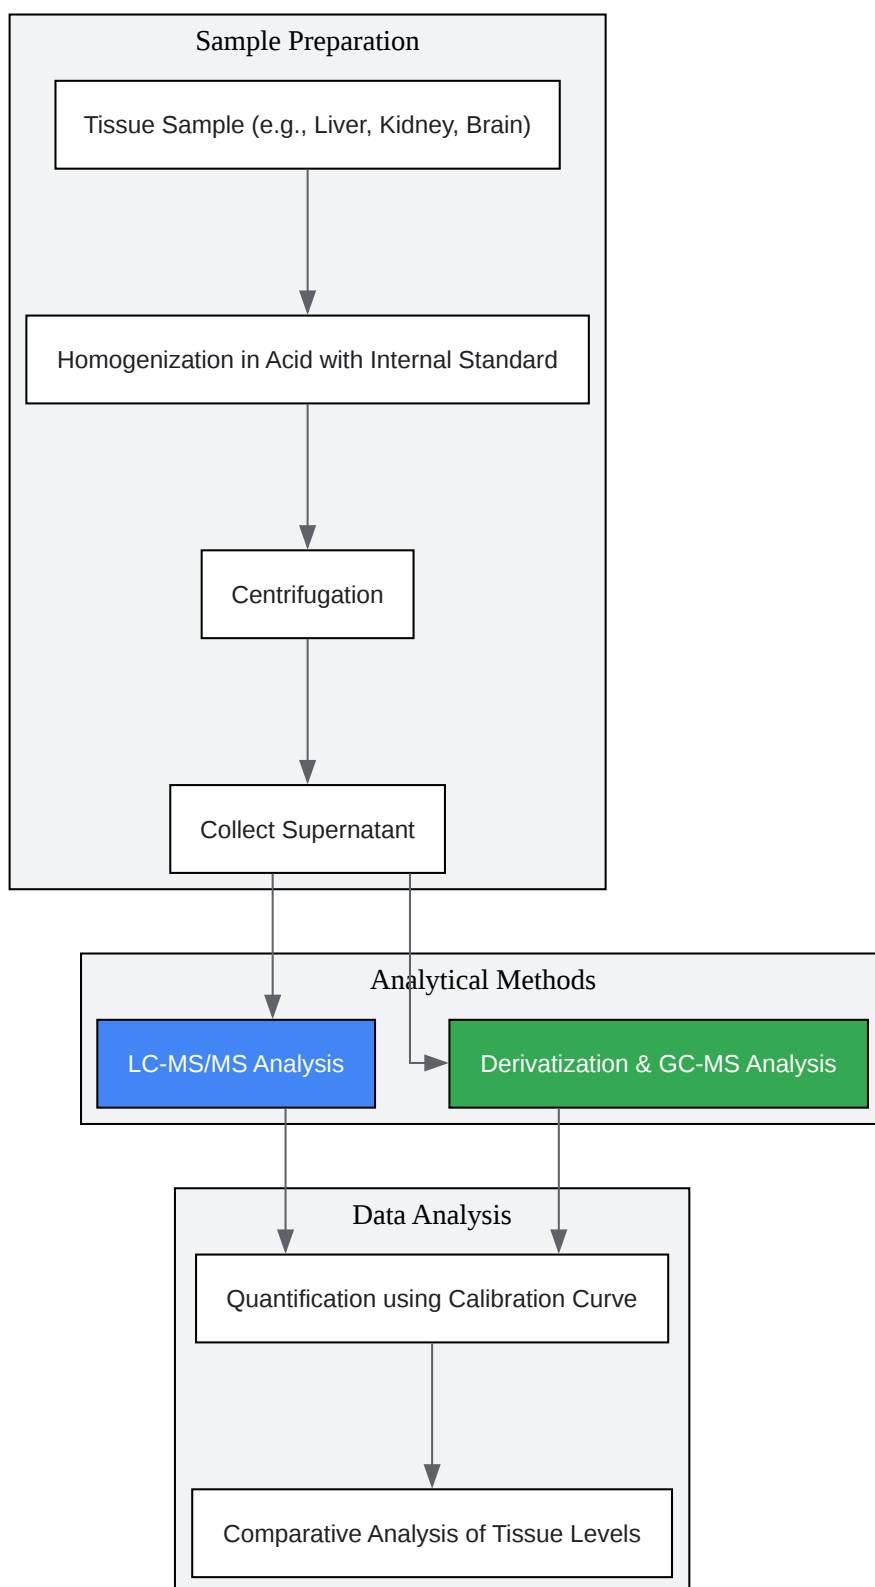 Sample Preparation
Tissue Sample (e.g., Liver, Kidney, Brain)
Homogenization in Acid with Internal Standard
Centrifugation
Collect Supernatant
Analytical Methods
LC-MS/MS Analysis
Derivatization & GC-MS Analysis
Data Analysis
Quantification using Calibration Curve
Comparative Analysis of Tissue Levels